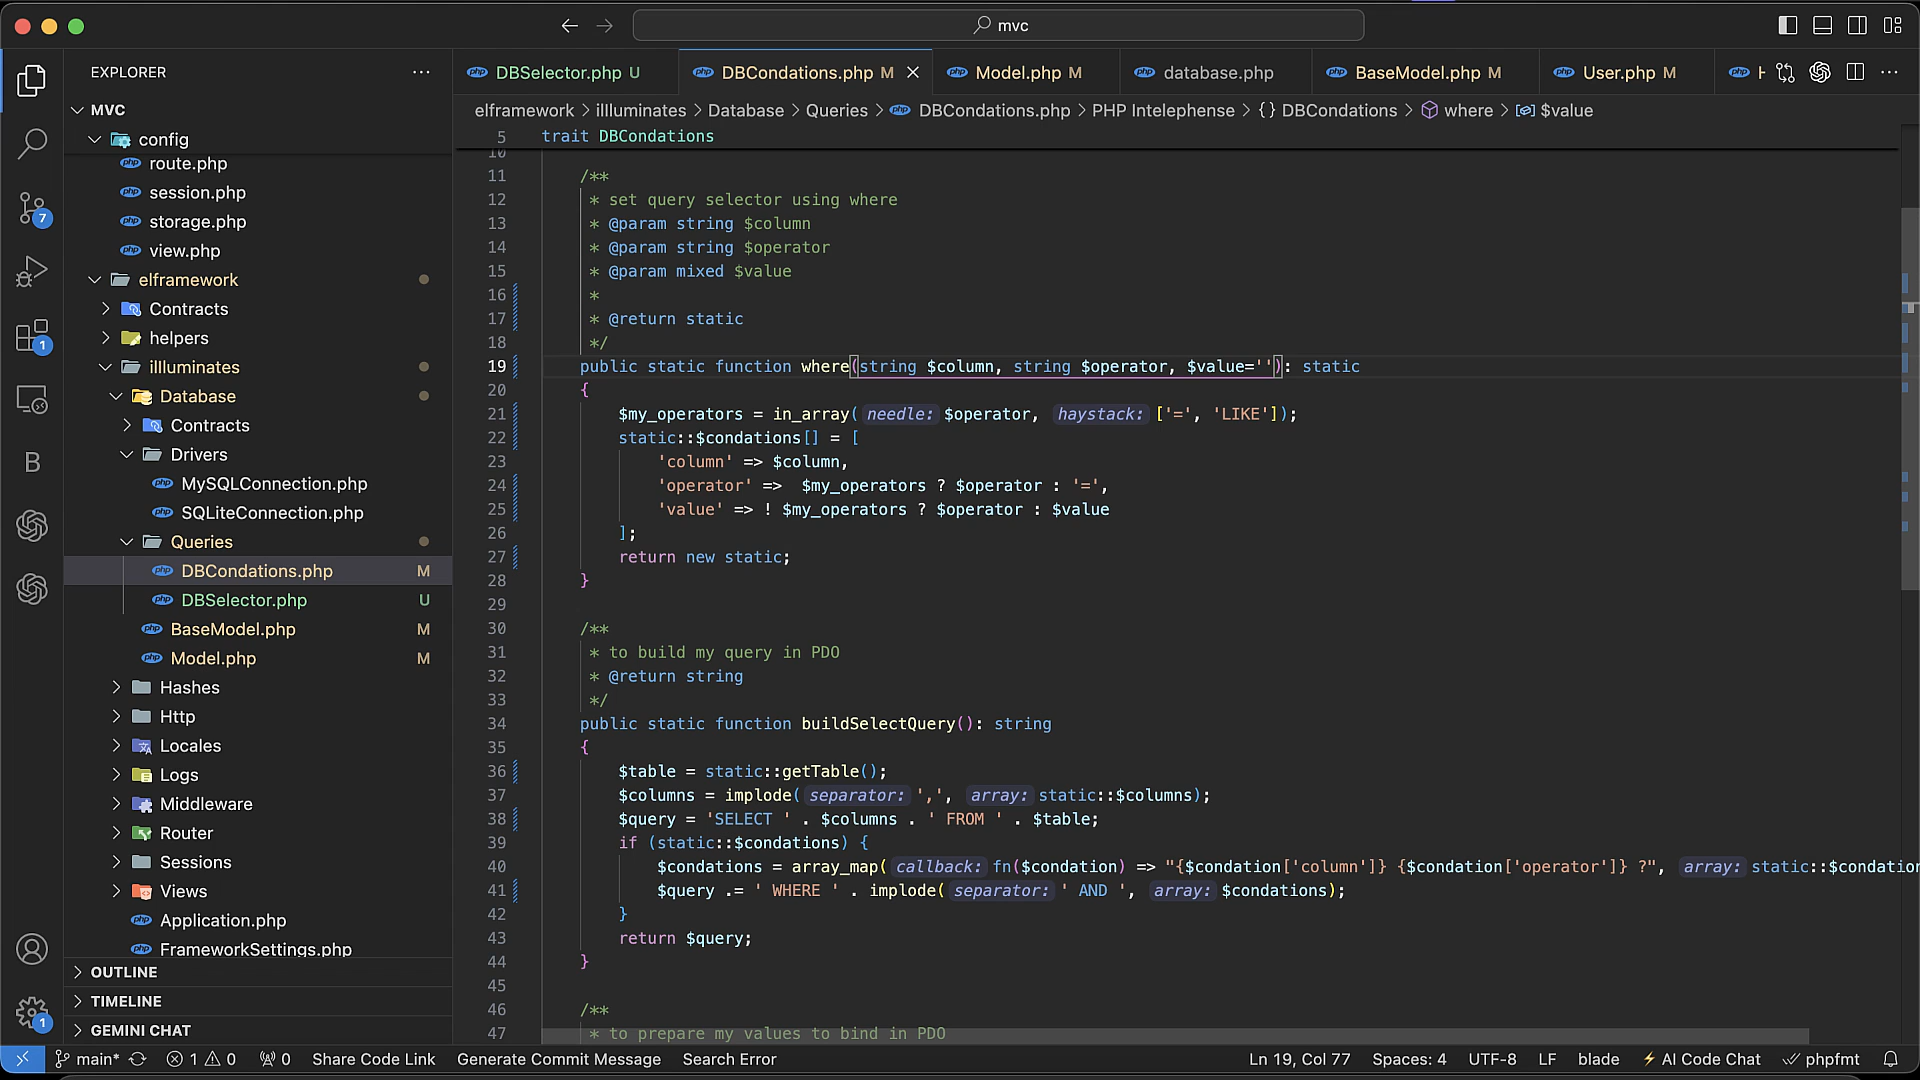 mvc
EXPLORER
MVC
config
route.php
session.php
storage.php
view.php
elframework
Contracts
helpers
illluminates
Database
Contracts
Drivers
MySQLConnection.php
SQLiteConnection.php
Queries
DBCondations.php M
DBSelector.php U
BaseModel.php M
Model.php M
Hashes
Http
Locales
Logs
Middleware
Router
Sessions
Views
Application.php
FrameworkSettings.php
OUTLINE
TIMELINE
GEMINI CHAT
7
1
B
1
DBSelector.php U
DBCondations.php M
Model.php M
database.php
BaseModel.php M
User.php M
elframework > illluminates > Database > Queries > DBCondations.php > PHP Intelephense > {} DBCondations > where > $value
5 trait DBCondations
10
11 /**
12 * set query selector using where
13 * @param string $column
14 * @param string $operator
15 * @param mixed $value
16 *
17 * @return static
18 */
19 public static function where(string $column, string $operator, $value=''): static
20 {
21 $my_operators = in_array(needle: $operator, haystack: ['=', 'LIKE']);
22 static::$condations[] = [
23 'column' => $column,
24 'operator' =>  $my_operators ? $operator : '=',
25 'value' => ! $my_operators ? $operator : $value
26 ];
27 return new static;
28 }
29
30 /**
31 * to build my query in PDO
32 * @return string
33 */
34 public static function buildSelectQuery(): string
35 {
36 $table = static::getTable();
37 $columns = implode(separator: ',', array: static::$columns);
38 $query = 'SELECT ' . $columns . ' FROM ' . $table;
39 if (static::$condations) {
40 $condations = array_map(callback: fn($condation) => "{$condation['column']} {$condation['operator']} ?", array: static::$condation
41 $query .= ' WHERE ' . implode(separator: ' AND ', array: $condations);
42 }
43 return $query;
44 }
45
46 /**
47 * to prepare my values to bind in PDO
main* 1 0 0 Share Code Link Generate Commit Message Search Error Ln 19, Col 77 Spaces: 4 UTF-8 LF blade AI Code Chat phpfmt